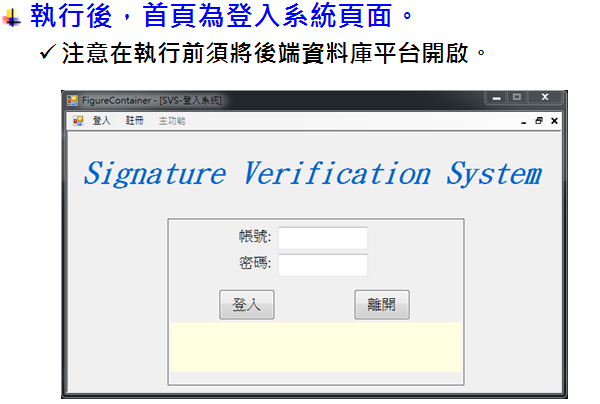 執行後，首頁為登入系統頁面。
✓注意在執行前須將後端資料庫平台開啟。
FigureContainer - [SVS-登入系統]
登入 註冊 主功能
Signature Verification System
帳號:
密碼:
登入 離開